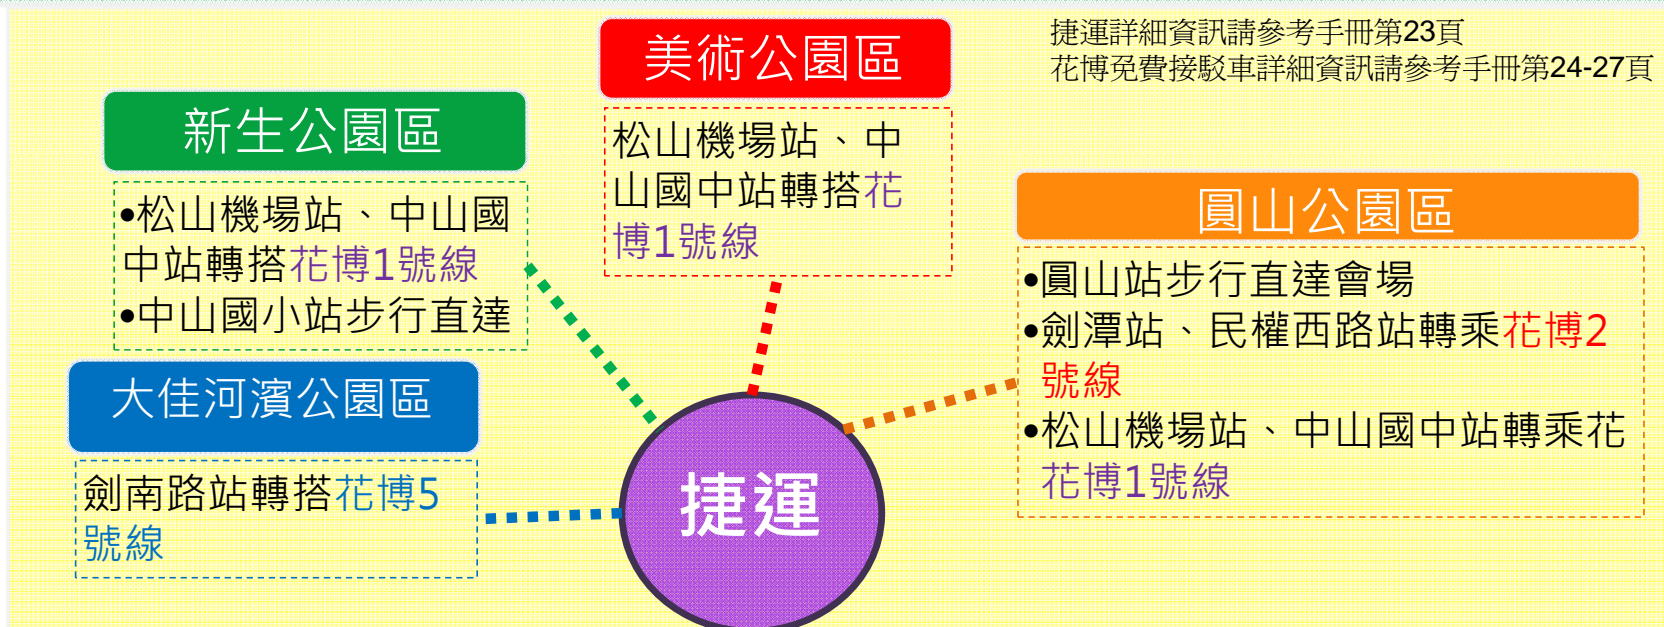 捷運詳細資訊請參考手冊第23頁
花博免費接駁車詳細資訊請參考手冊第24-27頁
美術公園區
松山機場站、中
山國中站轉搭花
博1號線
新生公園區
•松山機場站、中山國
中站轉搭花博1號線
•中山國小站步行直達
圓山公園區
•圓山站步行直達會場
•劍潭站、民權西路站轉乘花博2
號線
•松山機場站、中山國中站轉乘花
花博1號線
大佳河濱公園區
劍南路站轉搭花博5
號線
捷運